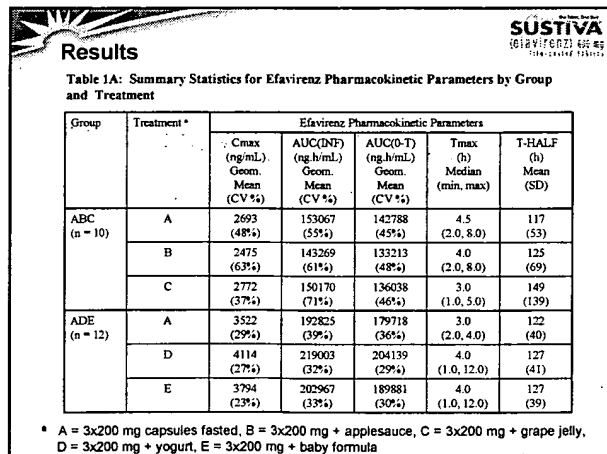 SUSTIVA
(efavirenz) 600 mg
Results
Table 1A: Summary Statistics for Efavirenz Pharmacokinetic Parameters by Group
and Treatment
Group Treatment * Efavirenz Pharmacokinetic Parameters
Cmax AUC(INF) AUC(0-T) Tmax T-HALF
(ng/mL) (ng.h/mL) (ng.h/mL) (h) (h)
Geom. Geom. Geom. Median Mean
Mean Mean Mean (min, max) (SD)
(CV%) (CV%) (CV%)
ABC A 2693 153067 142788 4.5 117
(n = 10) (48%) (55%) (45%) (2.0, 8.0) (53)
B 2475 143269 133213 4.0 125
(63%) (61%) (48%) (2.0, 8.0) (69)
C 2772 150170 136038 3.0 149
(37%) (71%) (46%) (1.0, 5.0) (139)
ADE A 3522 192825 179718 3.0 122
(n = 12) (29%) (39%) (36%) (2.0, 4.0) (40)
D 4114 219003 204139 4.0 127
(27%) (32%) (29%) (1.0, 12.0) (41)
E 3794 202967 189881 4.0 127
(23%) (33%) (30%) (1.0, 12.0) (39)
* A = 3x200 mg capsules fasted, B = 3x200 mg + applesauce, C = 3x200 mg + grape jelly,
D = 3x200 mg + yogurt, E = 3x200 mg + baby formula